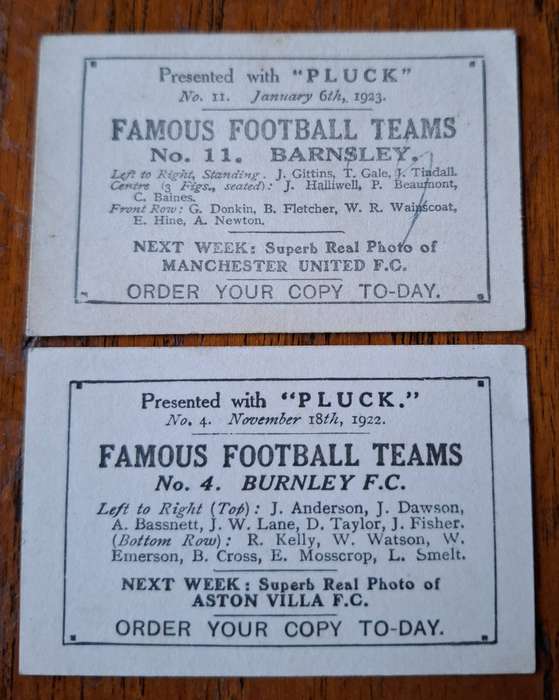 Presented with "PLUCK"
No. 11. January 6th, 1923.
FAMOUS FOOTBALL TEAMS
No. 11. BARNSLEY.
Left to Right, Standing. J. Gittins, T. Gale, J. Tindall.
Centre (3 Figs., seated): J. Halliwell, P. Beaumont,
C. Baines.
Front Row: G. Donkin, B. Fletcher, W. R. Wainscoat,
E. Hine, A. Newton.
NEXT WEEK: Superb Real Photo of
MANCHESTER UNITED F.C.
ORDER YOUR COPY TO-DAY.
Presented with "PLUCK."
No. 4. November 18th, 1922.
FAMOUS FOOTBALL TEAMS
No. 4. BURNLEY F.C.
Left to Right (Top): J. Anderson, J. Dawson,
A. Bassnett, J. W. Lane, D. Taylor, J. Fisher.
(Bottom Row): R. Kelly, W. Watson, W.
Emerson, B. Cross, E. Mosscrop, L. Smelt.
NEXT WEEK: Superb Real Photo of
ASTON VILLA F.C.
ORDER YOUR COPY TO-DAY.